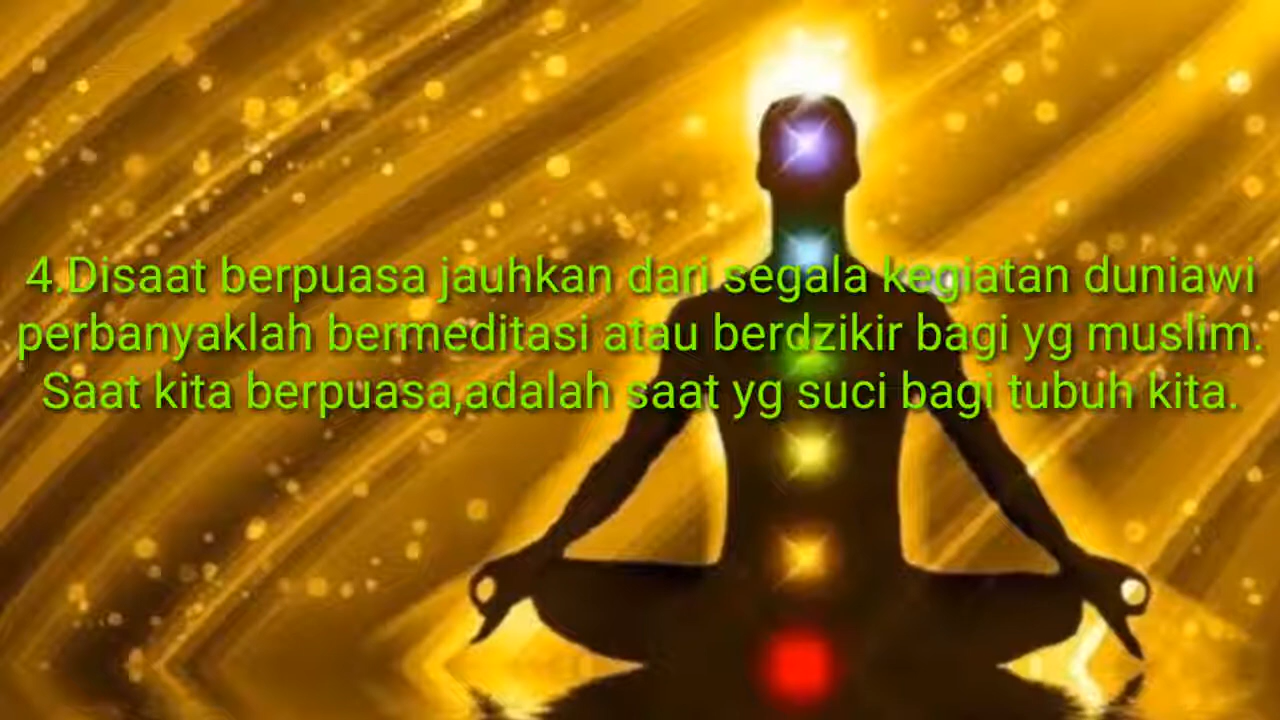 4.Disaat berpuasa jauhkan dari segala kegiatan duniawi
perbanyaklah bermeditasi atau berdzikir bagi yg muslim.
Saat kita berpuasa,adalah saat yg suci bagi tubuh kita.